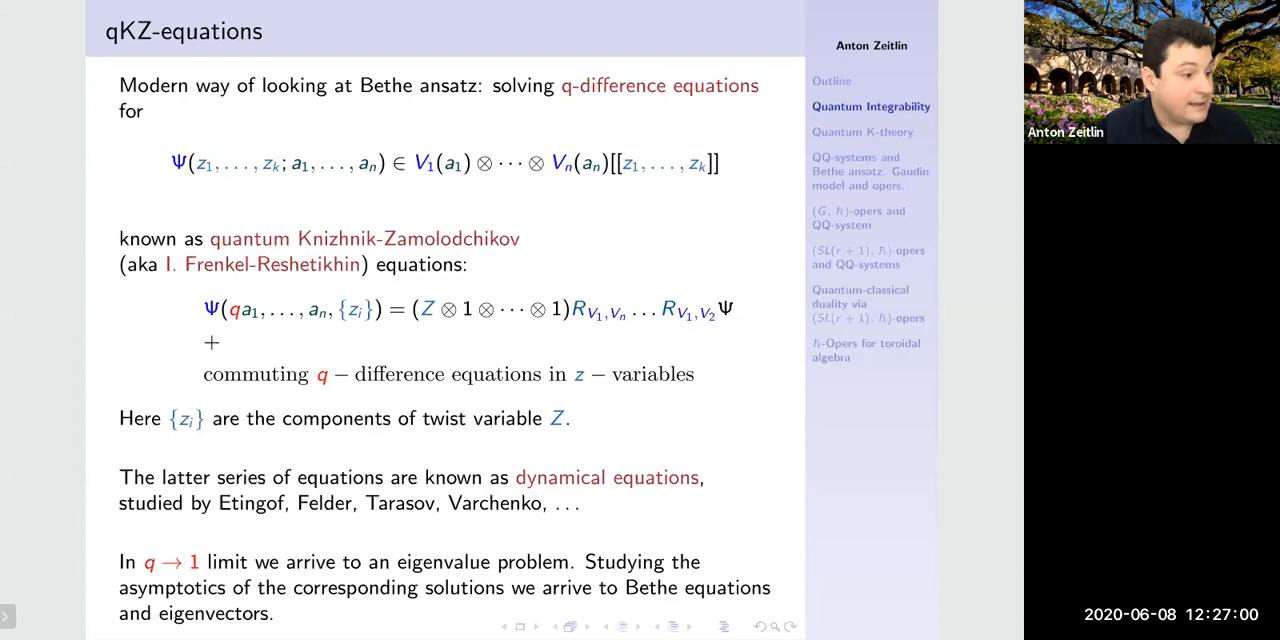 qKZ-equations
Modern way of looking at Bethe ansatz: solving q-difference equations
for
Ψ(z₁, . . . , zₖ; a₁, . . . , aₙ) ∈ V₁(a₁) ⊗ · · · ⊗ Vₙ(aₙ)[[z₁, . . . , zₖ]]
known as quantum Knizhnik-Zamolodchikov
(aka I. Frenkel-Reshetikhin) equations:
Ψ(qa₁, . . . , aₙ, {zᵢ}) = (Z ⊗ 1 ⊗ · · · ⊗ 1)R_{V₁,Vₙ} . . . R_{V₁,V₂}Ψ
+
commuting q − difference equations in z − variables
Here {zᵢ} are the components of twist variable Z.
The latter series of equations are known as dynamical equations,
studied by Etingof, Felder, Tarasov, Varchenko, . . .
In q → 1 limit we arrive to an eigenvalue problem. Studying the
asymptotics of the corresponding solutions we arrive to Bethe equations
and eigenvectors.
Anton Zeitlin
Outline
Quantum Integrability
Quantum K-theory
QQ-systems and
Bethe ansatz. Gaudin
model and opers.
(G, ℏ)-opers and
QQ-system
(SL(r + 1), ℏ)-opers
and QQ-systems
Quantum-classical
duality via
(SL(r + 1), ℏ)-opers
ℏ-Opers for toroidal
algebra
Anton Zeitlin
2020-06-08 12:27:00